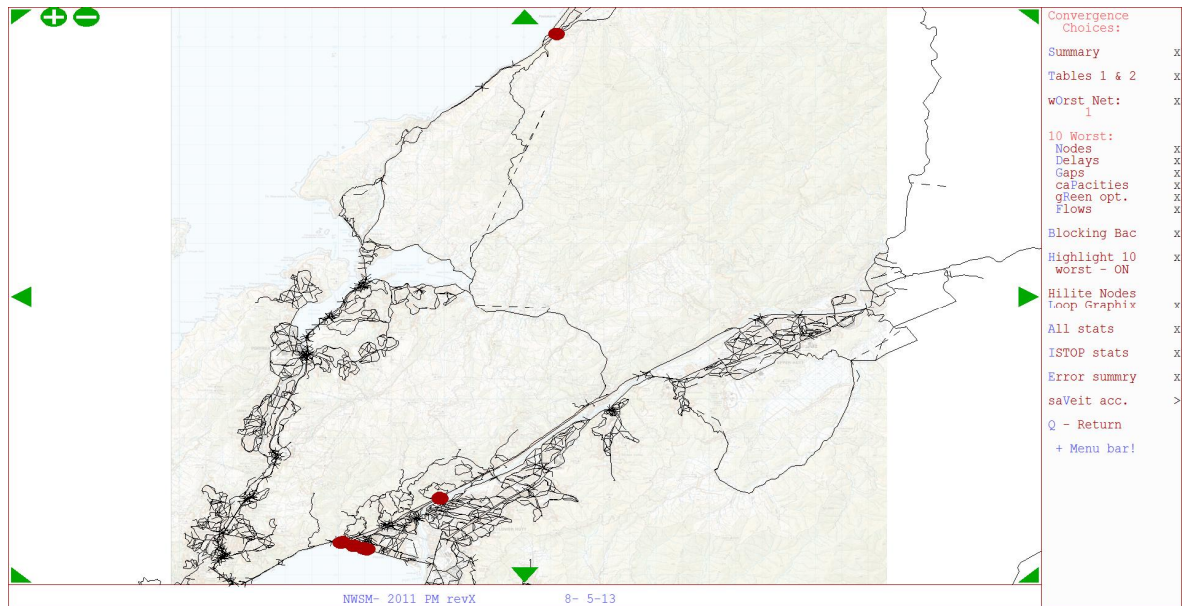 Convergence
Choices:
Summary x
Tables 1 & 2 x
wOrst Net: x
1
10 Worst:
Nodes x
Delays x
Gaps x
caPacities x
gReen opt. x
Flows x
Blocking Bac x
Highlight 10 x
worst - ON
Hilite Nodes
Loop Graphix x
All stats x
ISTOP stats x
Error summry x
saVeit acc. >
Q - Return
+ Menu bar!
NWSM- 2011 PM revX 8- 5-13